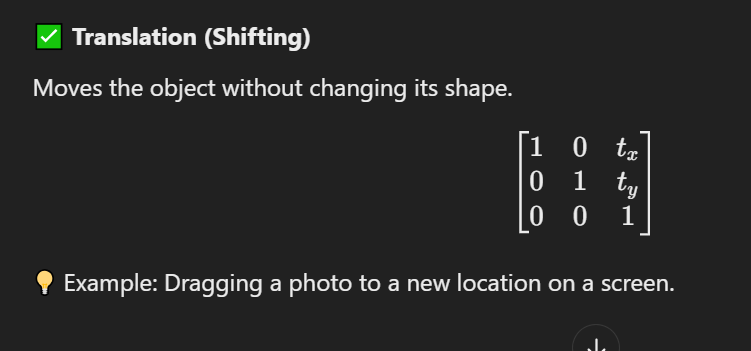 ✅ Translation (Shifting)
Moves the object without changing its shape.
1 0 tx
0 1 ty
0 0 1
💡 Example: Dragging a photo to a new location on a screen.